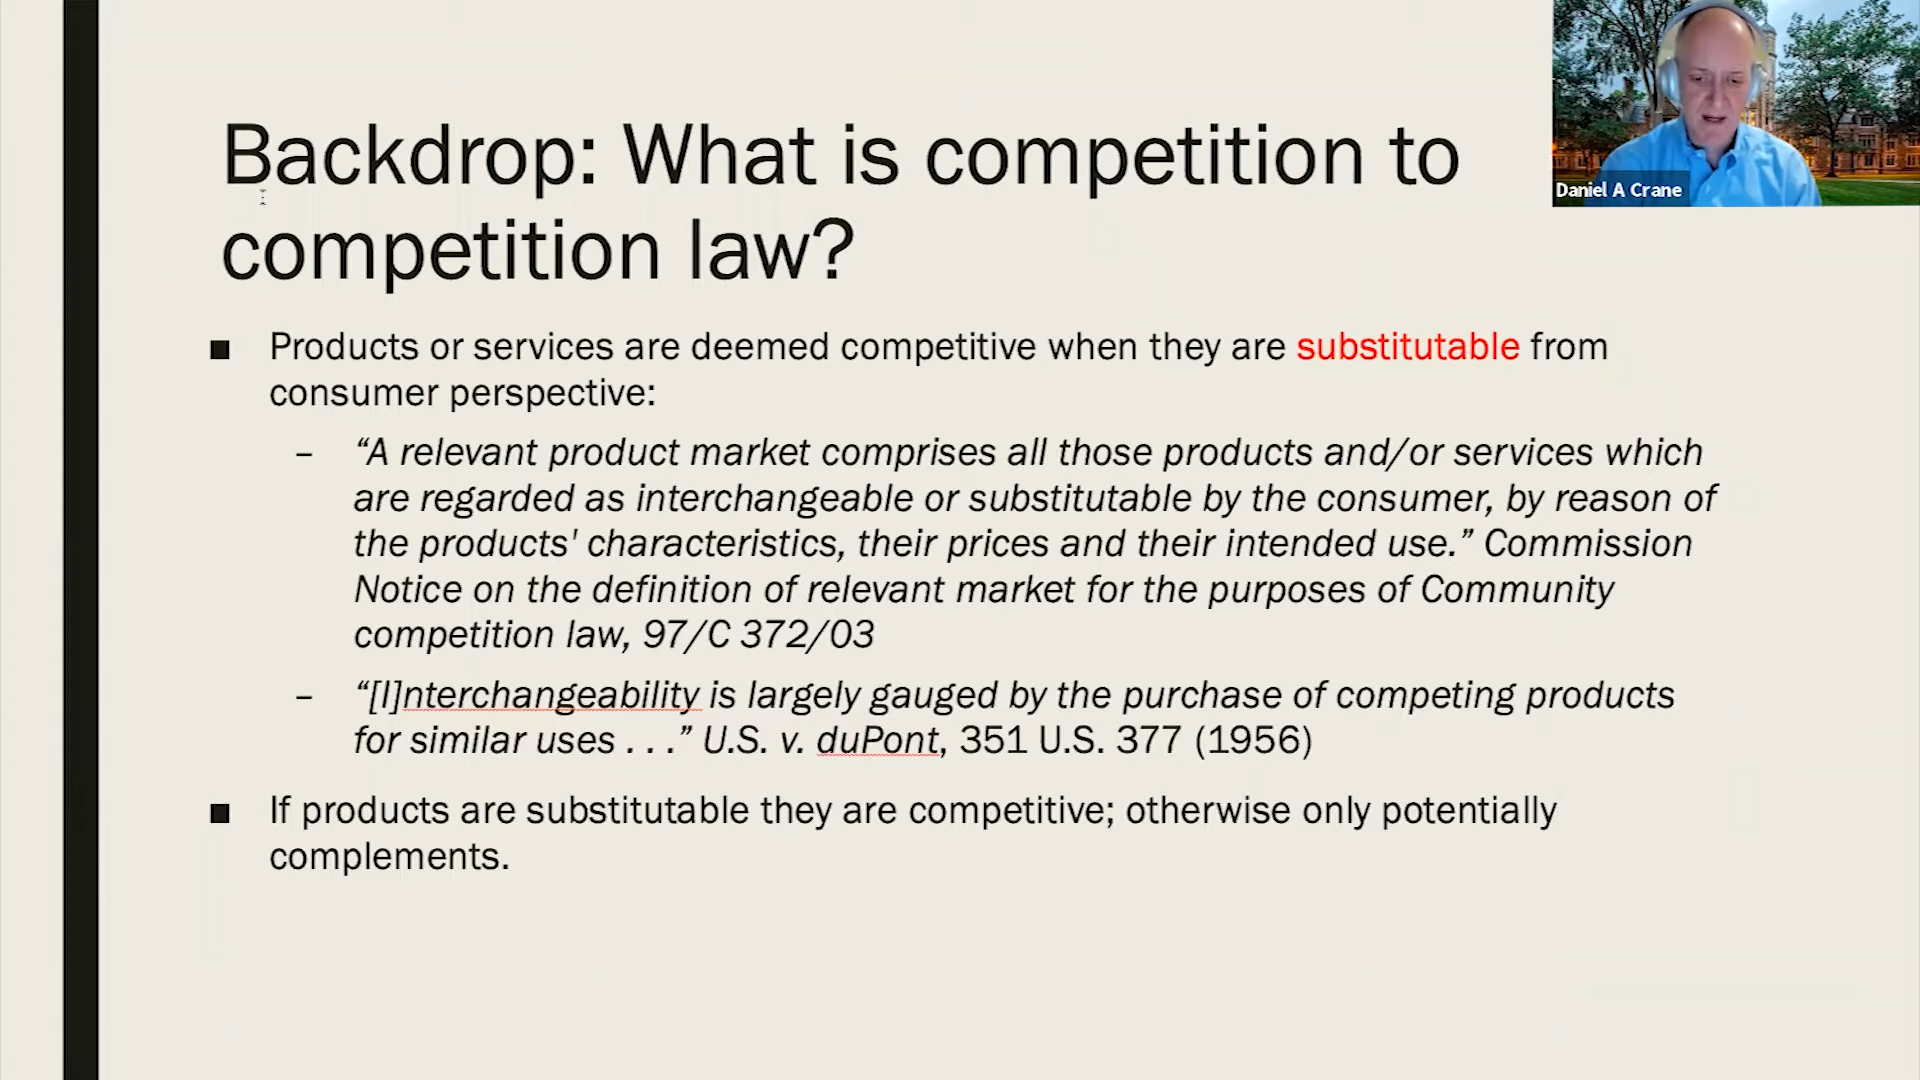 Backdrop: What is competition to
competition law?
Daniel A Crane
■ Products or services are deemed competitive when they are substitutable from
consumer perspective:
– “A relevant product market comprises all those products and/or services which
are regarded as interchangeable or substitutable by the consumer, by reason of
the products' characteristics, their prices and their intended use.” Commission
Notice on the definition of relevant market for the purposes of Community
competition law, 97/C 372/03
– “[I]nterchangeability is largely gauged by the purchase of competing products
for similar uses . . .” U.S. v. duPont, 351 U.S. 377 (1956)
■ If products are substitutable they are competitive; otherwise only potentially
complements.